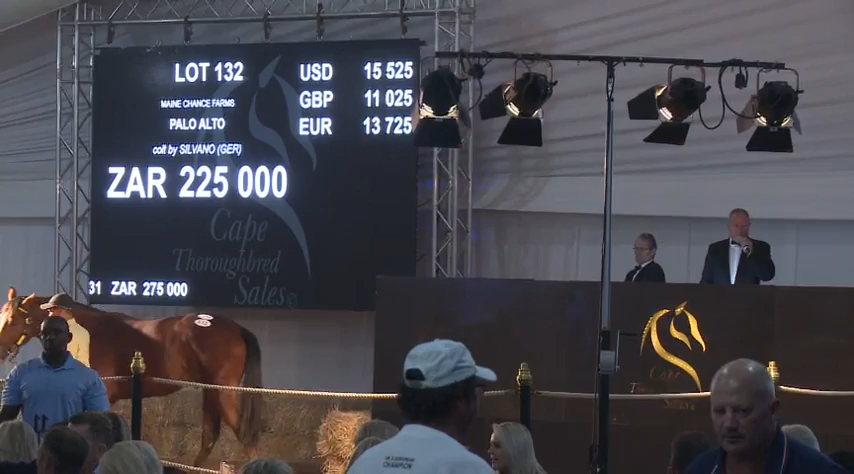 LOT 132
USD 15 525
MAINE CHANCE FARMS
GBP 11 025
PALO ALTO
EUR 13 725
colt by SILVANO (GER)
ZAR 225 000
Cape
Thoroughbred
Sales
31 ZAR 275 000
Cape
CHAMPION